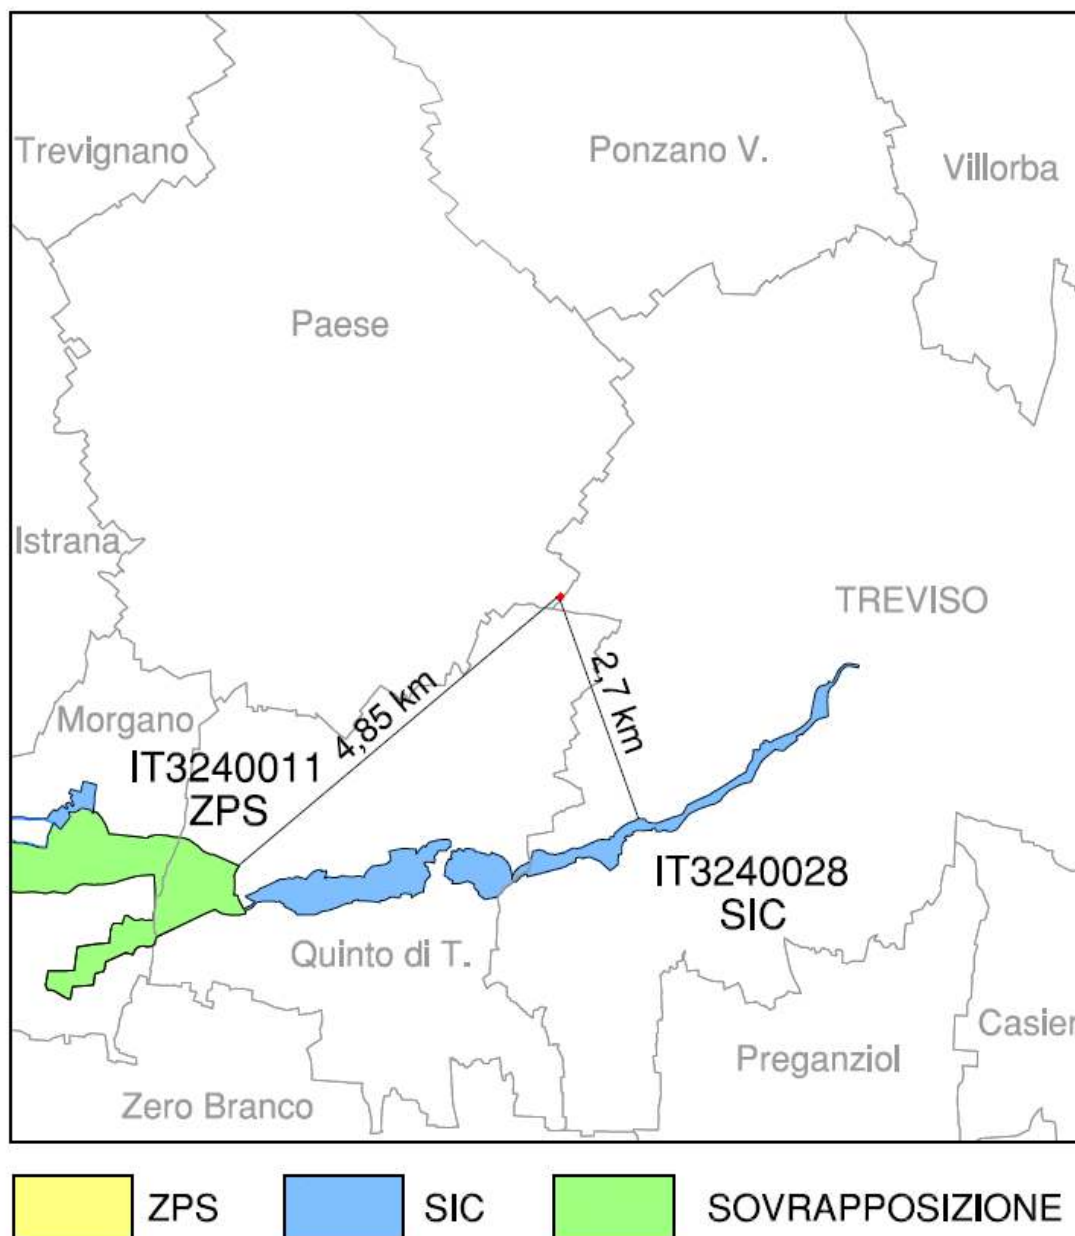 Trevignano
Ponzano V.
Villorba
Paese
Istrana
TREVISO
Morgano
4,85 km
2,7 km
IT3240011
ZPS
IT3240028
SIC
Quinto di T.
Casier
Preganziol
Zero Branco
ZPS
SIC
SOVRAPPOSIZIONE